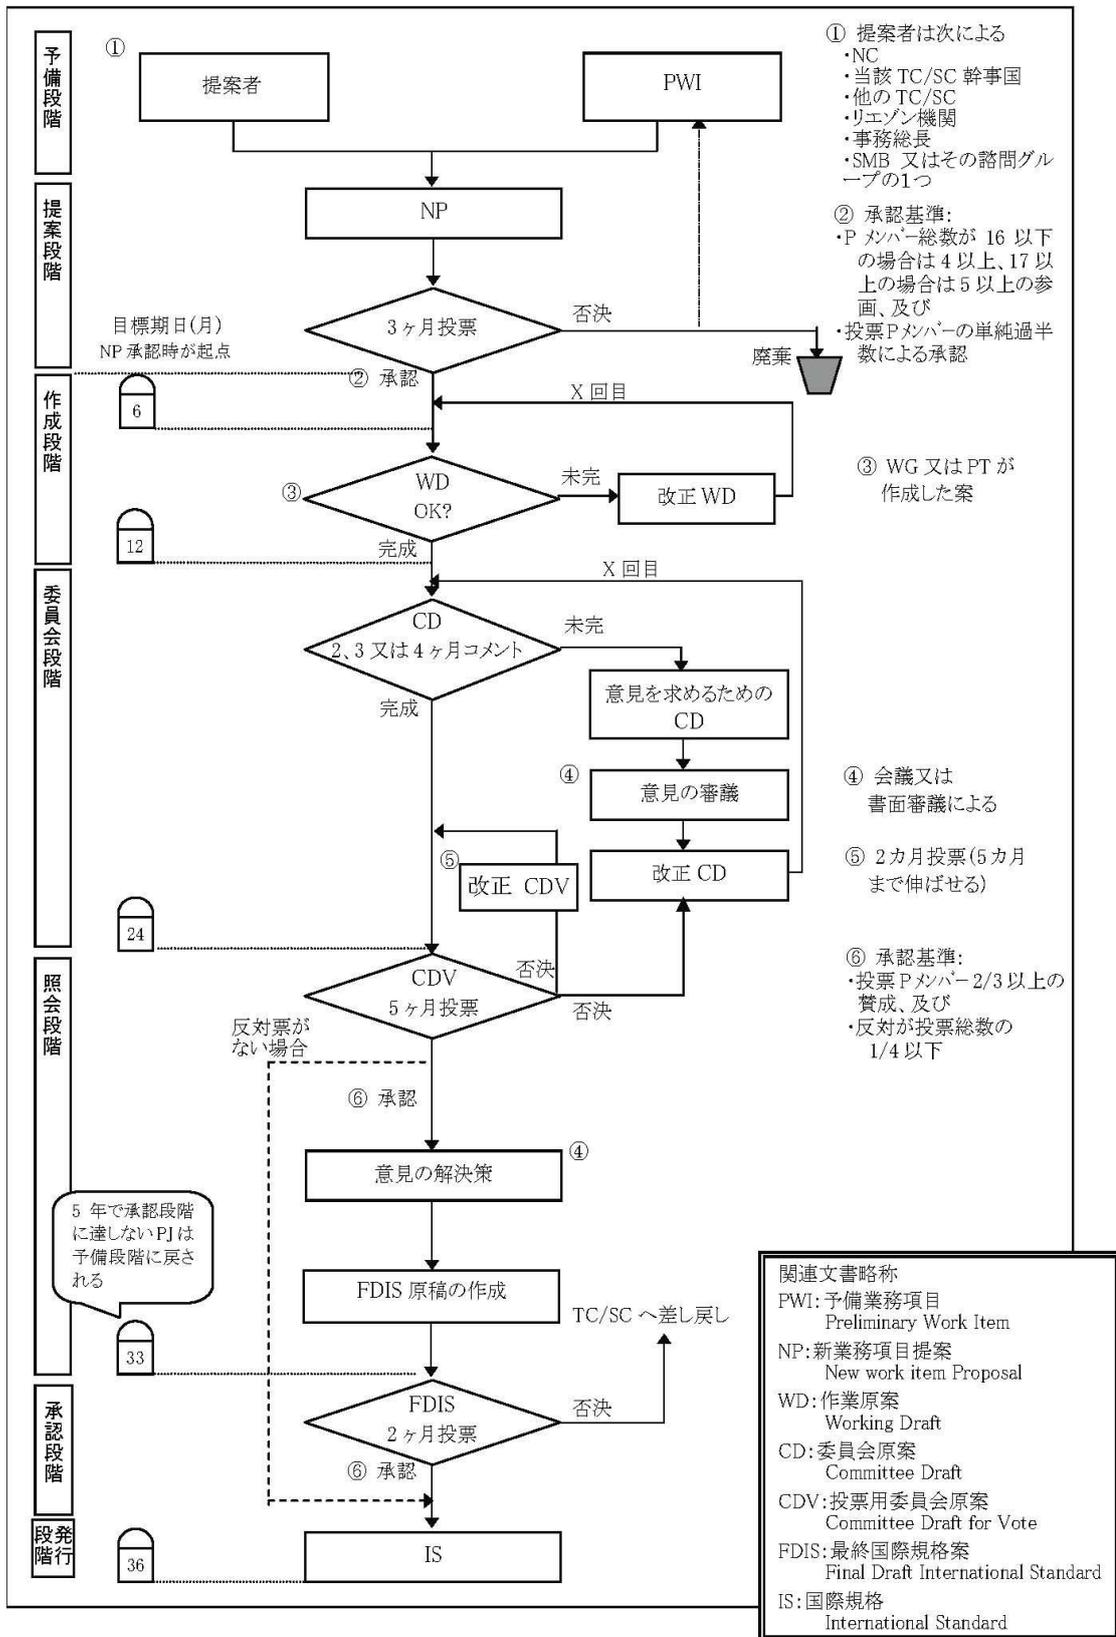 予備段階
①
提案者
PWI
① 提案者は次による
・NC
・当該 TC/SC 幹事国
・他の TC/SC
・リエゾン機関
・事務総長
・SMB 又はその諮問グル
ープの1つ
提案段階
NP
3ヶ月投票
否決
廃棄
② 承認基準:
・P メンバー総数が 16 以下
の場合は 4 以上、17 以
上の場合は 5 以上の参
画、及び
・投票 P メンバーの単純過半
数による承認
目標期日(月)
NP 承認時が起点
② 承認
作成段階
6
X 回目
③
WD
OK?
未完
改正 WD
③ WG 又は PT が
作成した案
12
完成
委員会段階
X 回目
CD
2、3 又は 4 ヶ月コメント
未完
完成
意見を求めるための
CD
④
意見の審議
④ 会議又は
書面審議による
⑤
改正 CDV
改正 CD
⑤ 2カ月投票(5カ月
まで伸ばせる)
24
照会段階
CDV
5ヶ月投票
否決
否決
⑥ 承認基準:
・投票 P メンバー 2/3 以上の
賛成、及び
・反対が投票総数の
1/4 以下
反対票が
ない場合
⑥ 承認
意見の解決策
④
5 年で承認段階
に達しない PJ は
予備段階に戻さ
れる
FDIS 原稿の作成
TC/SC へ差し戻し
33
承認段階
FDIS
2ヶ月投票
否決
⑥ 承認
発行段階
36
IS
関連文書略称
PWI:予備業務項目
Preliminary Work Item
NP:新業務項目提案
New work item Proposal
WD:作業原案
Working Draft
CD:委員会原案
Committee Draft
CDV:投票用委員会原案
Committee Draft for Vote
FDIS:最終国際規格案
Final Draft International Standard
IS:国際規格
International Standard